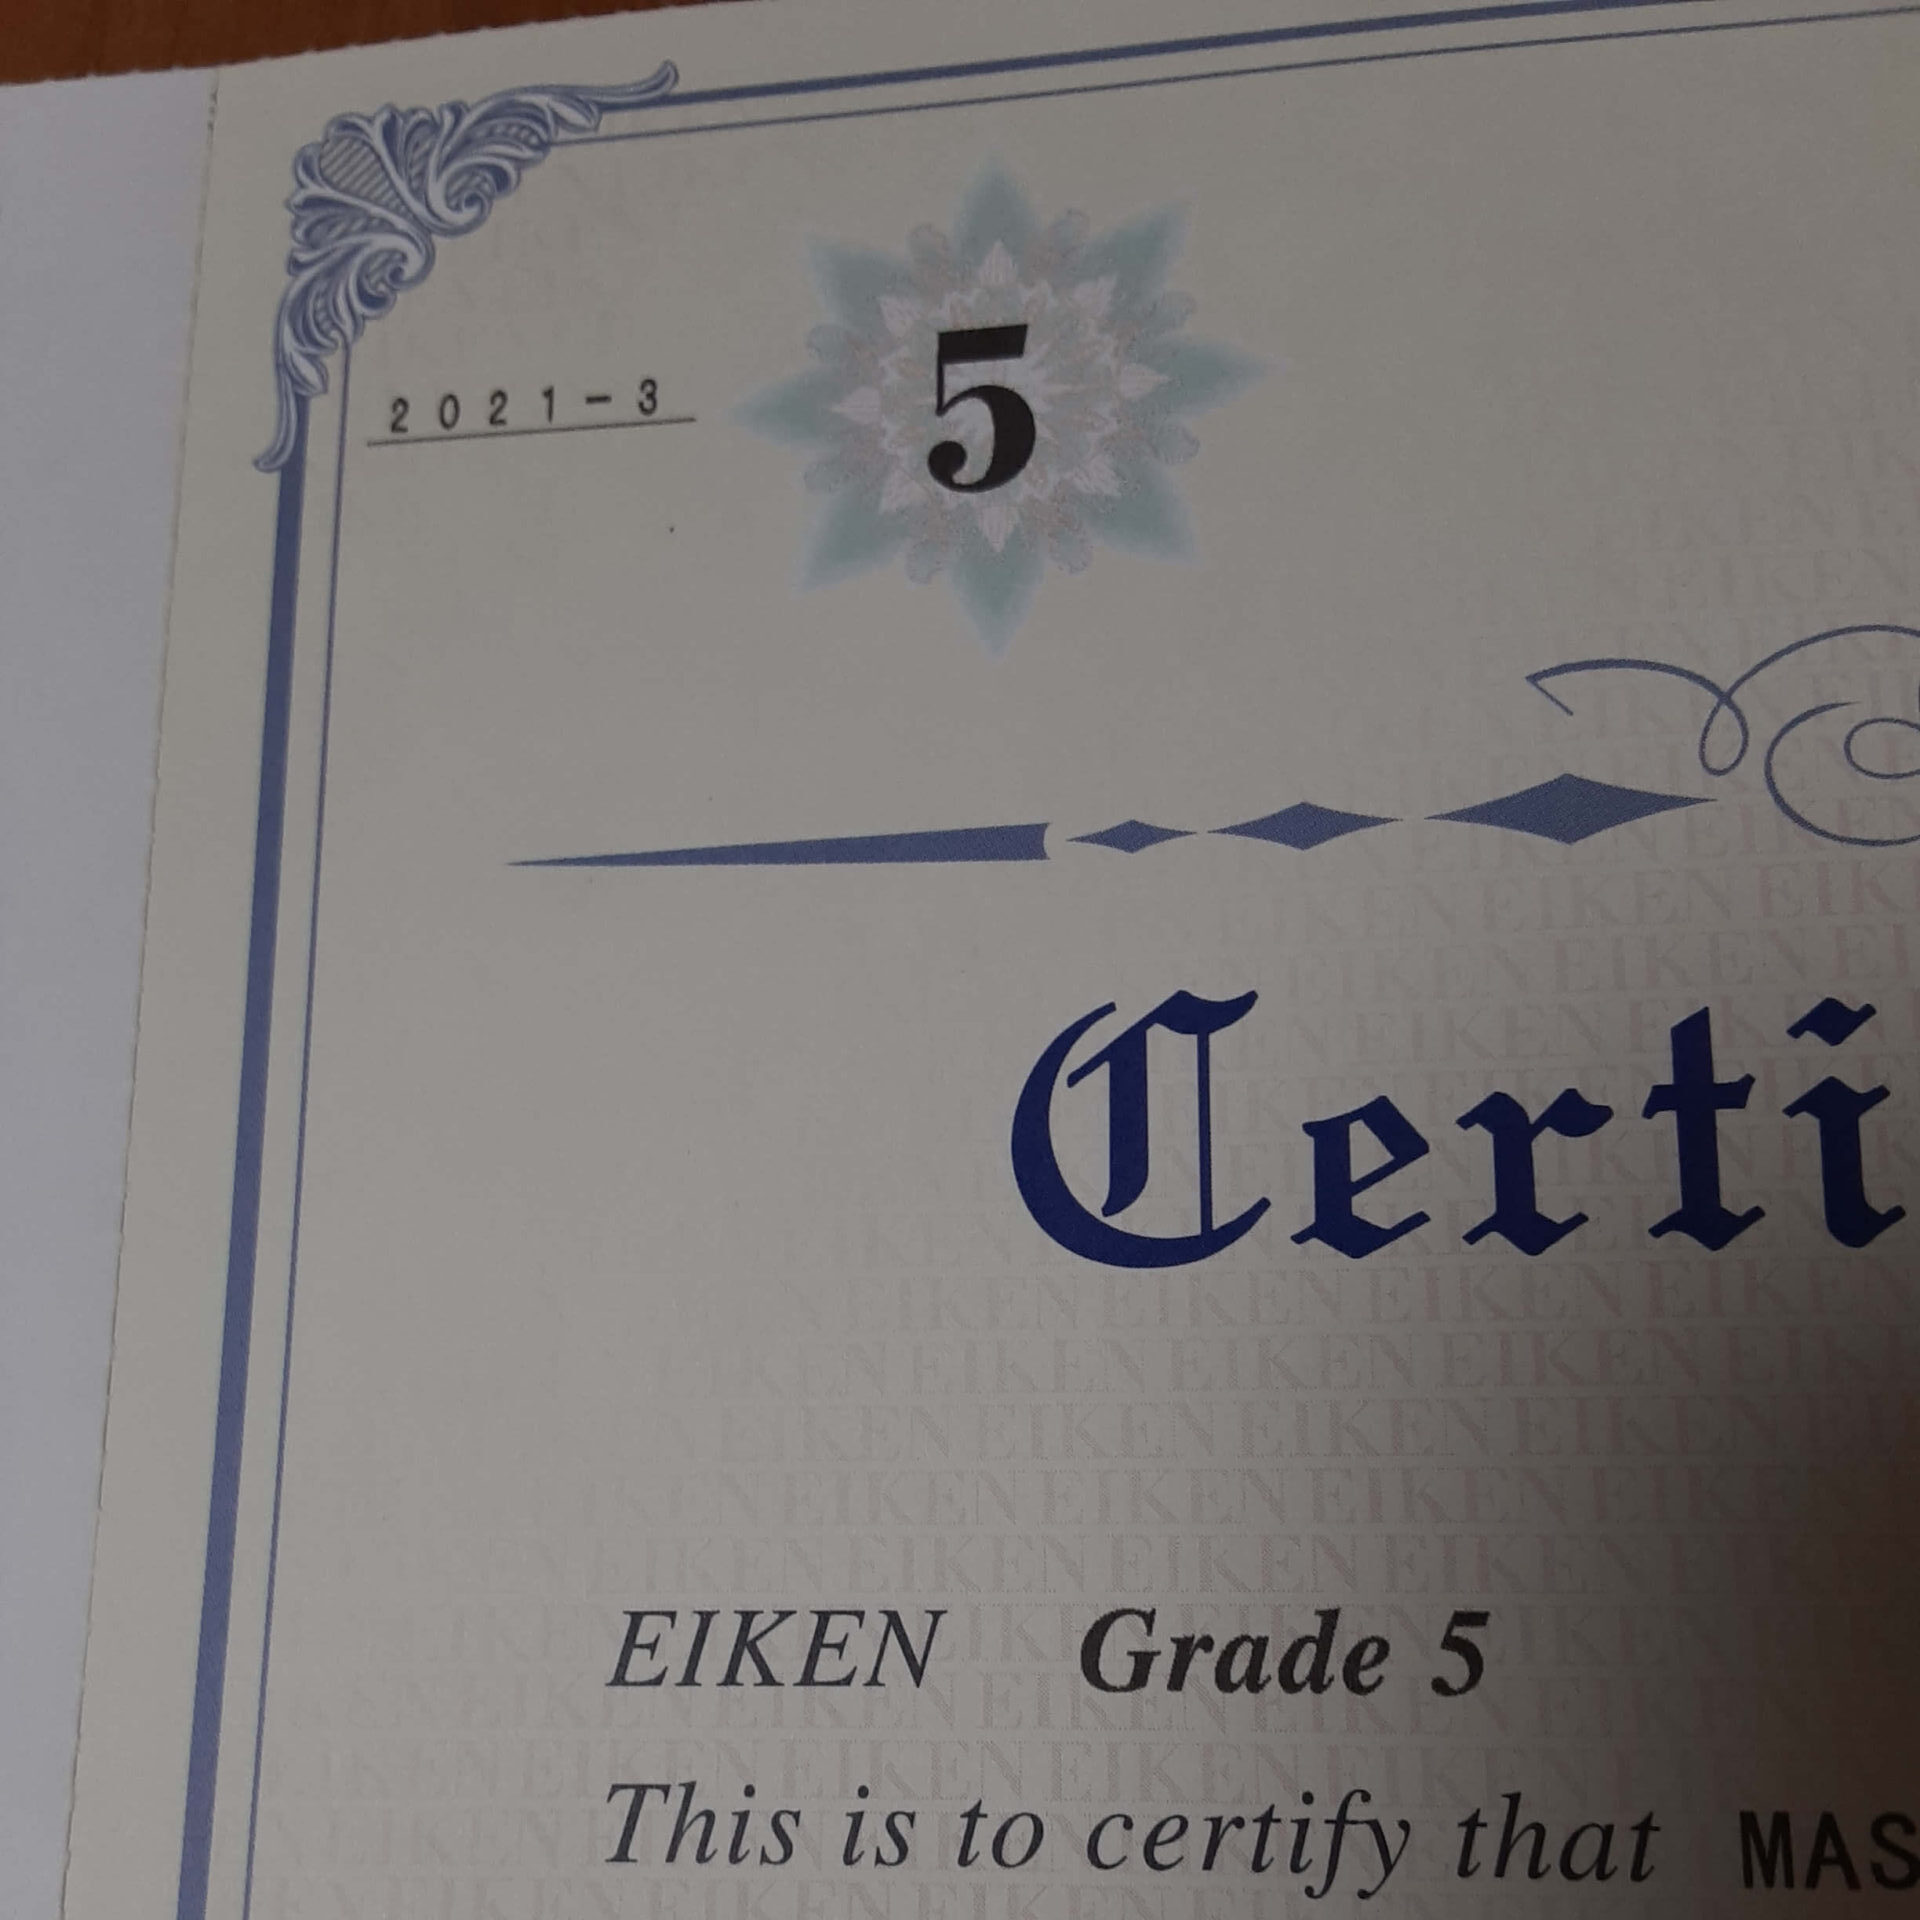 2021-3
5
Certi
EIKEN Grade 5
This is to certify that MAS